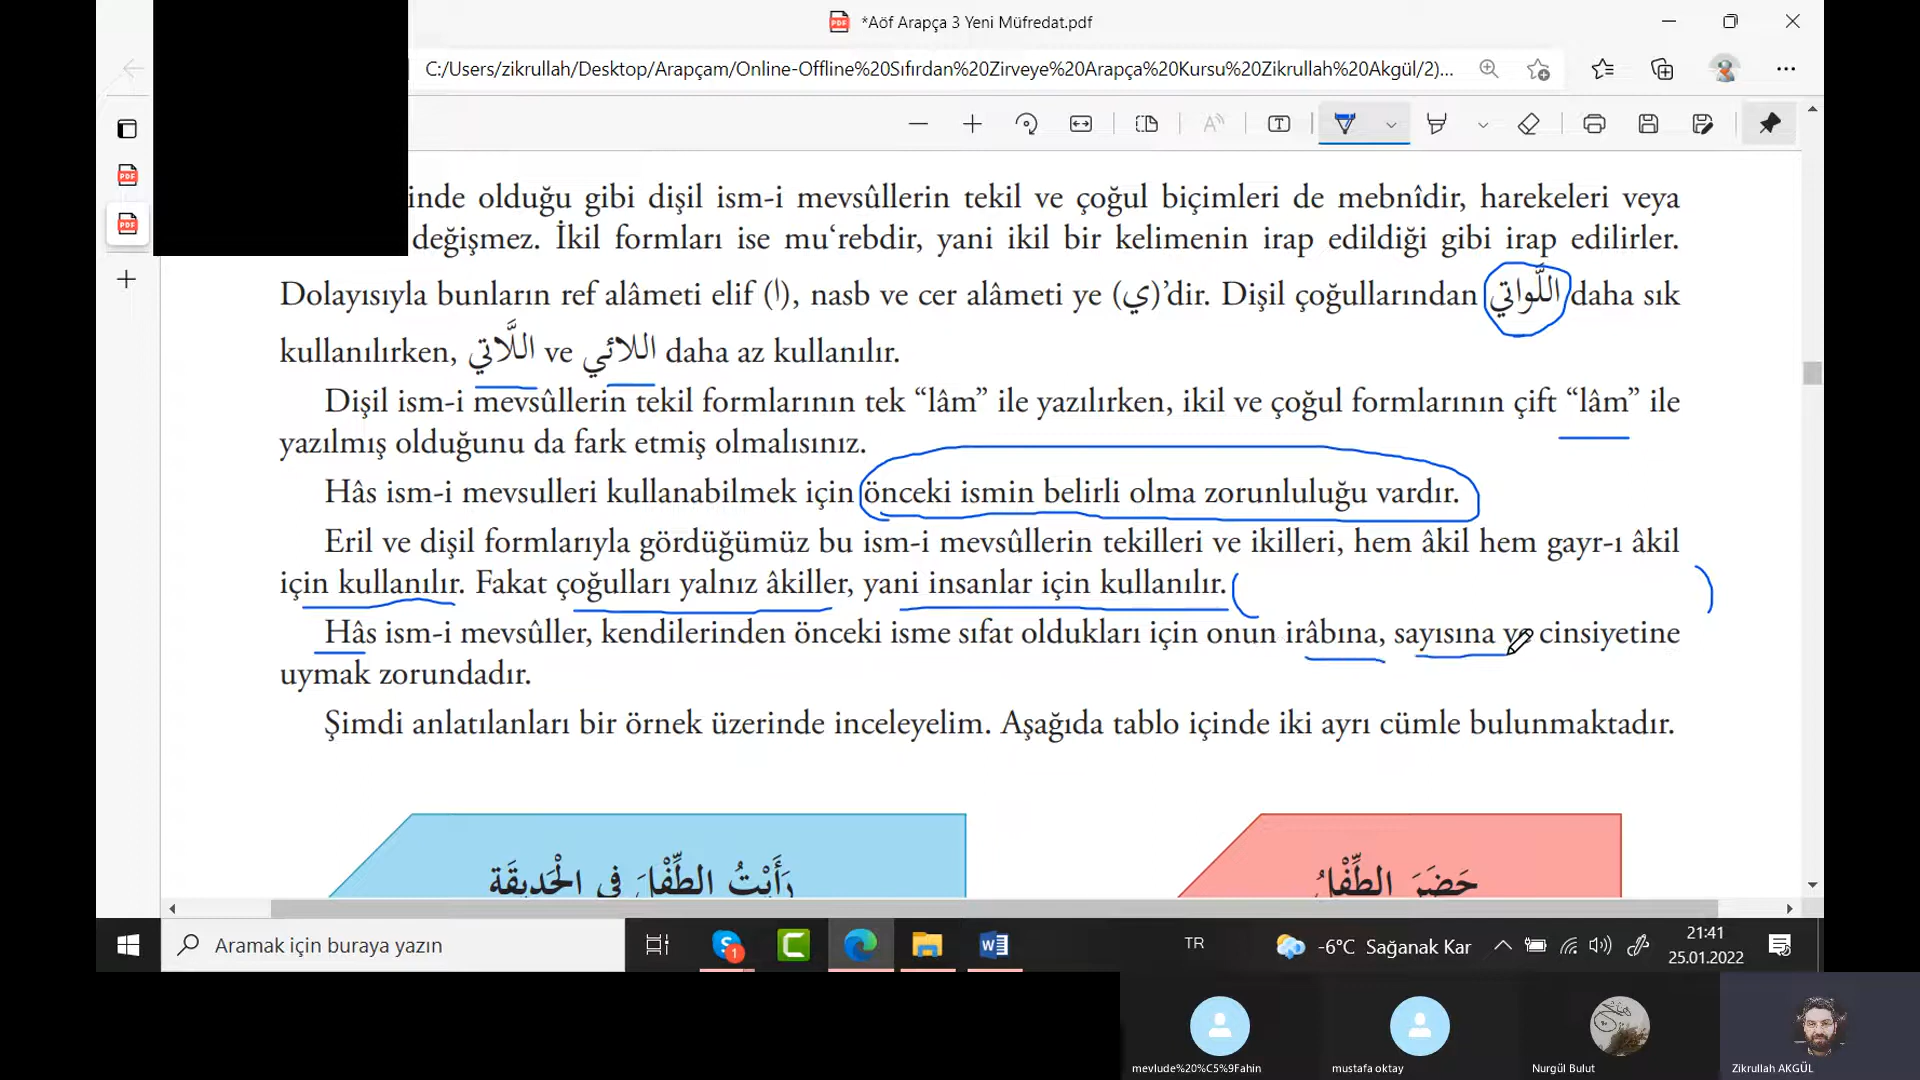 *Aöf Arapça 3 Yeni Müfredat.pdf
C:/Users/zikrullah/Desktop/Arapçam/Online-Offline%20Sıfırdan%20Zirveye%20Arapça%20Kursu%20Zikrullah%20Akgül/2)...
inde olduğu gibi dişil ism-i mevsûllerin tekil ve çoğul biçimleri de mebnîdir, harekeleri veya
değişmez. İkil formları ise mu‘rebdir, yani ikil bir kelimenin irap edildiği gibi irap edilirler.
Dolayısıyla bunların ref alâmeti elif (ا), nasb ve cer alâmeti ye (ي)’dir. Dişil çoğullarından اللَّواتي daha sık
kullanılırken, اللَّاتي ve اللائي daha az kullanılır.
Dişil ism-i mevsûllerin tekil formlarının tek “lâm” ile yazılırken, ikil ve çoğul formlarının çift “lâm” ile
yazılmış olduğunu da fark etmiş olmalısınız.
Hâs ism-i mevsulleri kullanabilmek için önceki ismin belirli olma zorunluluğu vardır.
Eril ve dişil formlarıyla gördüğümüz bu ism-i mevsûllerin tekilleri ve ikilleri, hem âkil hem gayr-ı âkil
için kullanılır. Fakat çoğulları yalnız âkiller, yani insanlar için kullanılır.
Hâs ism-i mevsûller, kendilerinden önceki isme sıfat oldukları için onun irâbına, sayısına ve cinsiyetine
uymak zorundadır.
Şimdi anlatılanları bir örnek üzerinde inceleyelim. Aşağıda tablo içinde iki ayrı cümle bulunmaktadır.
رَأَيْتُ الطِّفْلَ فِي الْحَدِيقَة
حَضَرَ الطِّفْلُ
Aramak için buraya yazın
1
TR
-6°C Sağanak Kar
21:41
25.01.2022
mevlude%20%C5%9Fahin
mustafa oktay
Nurgül Bulut
Zikrullah AKGÜL